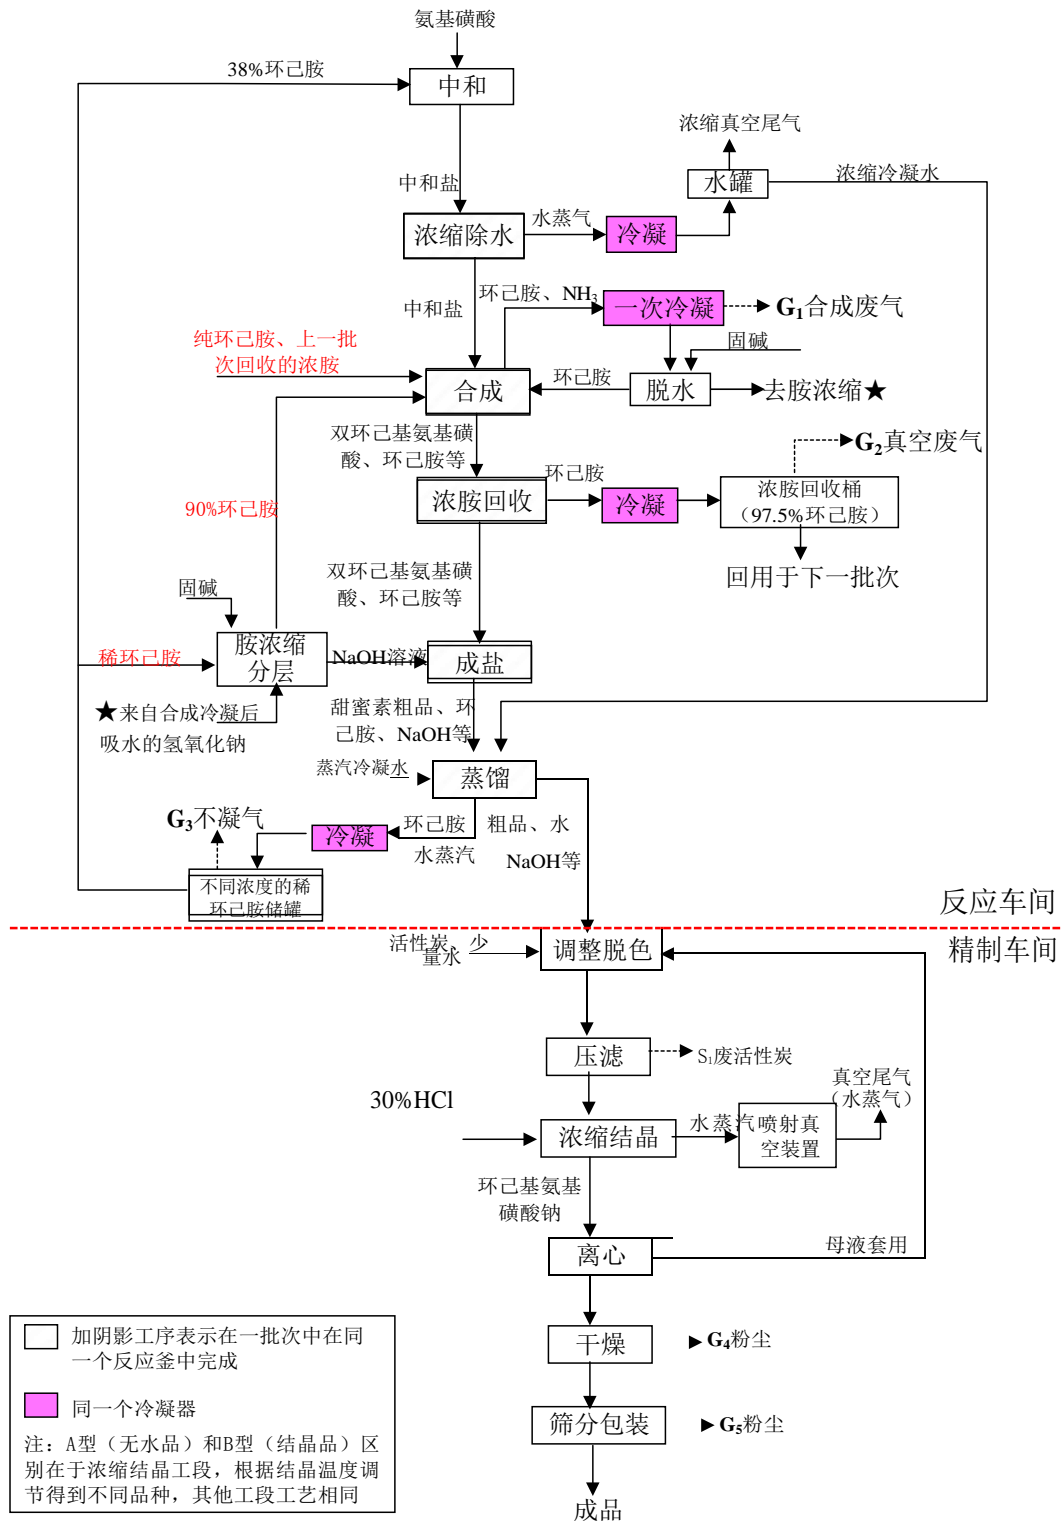 氨基磺酸
38%环己胺
中和
浓缩真空尾气
水罐
浓缩冷凝水
中和盐
浓缩除水
水蒸气
冷凝
环己胺、NH₃
中和盐
一次冷凝
G₁合成废气
纯环己胺、上一批
次回收的浓胺
固碱
合成
环己胺
脱水
去胺浓缩★
双环己基氨基磺
酸、环己胺等
G₂真空废气
环己胺
浓胺回收
冷凝
浓胺回收桶
（97.5%环己胺）
90%环己胺
回用于下一批次
双环己基氨基磺
酸、环己胺等
固碱
稀环己胺
胺浓缩
分层
NaOH溶液
成盐
★来自合成冷凝后
吸水的氢氧化钠
甜蜜素粗品、环
己胺、NaOH等
蒸汽冷凝水
蒸馏
G₃不凝气
冷凝
环己胺
水蒸汽
粗品、水
NaOH等
不同浓度的稀
环己胺储罐
反应车间
精制车间
活性炭、少
量水
调整脱色
压滤
S₁废活性炭
30%HCl
真空尾气
（水蒸气）
浓缩结晶
水蒸汽
喷射真
空装置
环己基氨基
磺酸钠
离心
母液套用
干燥
G₄粉尘
筛分包装
G₅粉尘
成品
加阴影工序表示在一批次中在同
一个反应釜中完成
同一个冷凝器
注：A型（无水品）和B型（结晶品）区
别在于浓缩结晶工段，根据结晶温度调
节得到不同品种，其他工段工艺相同